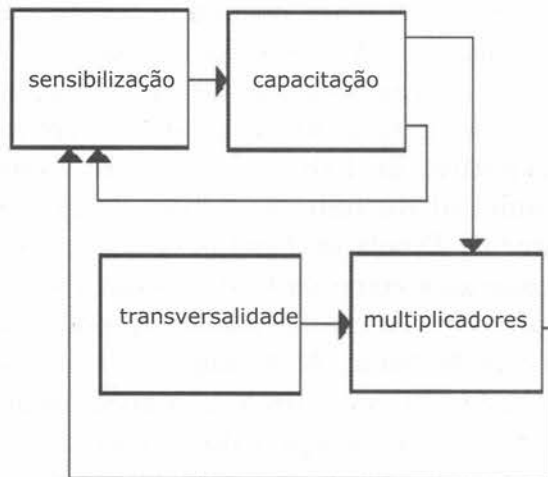 sensibilização
capacitação
transversalidade
multiplicadores